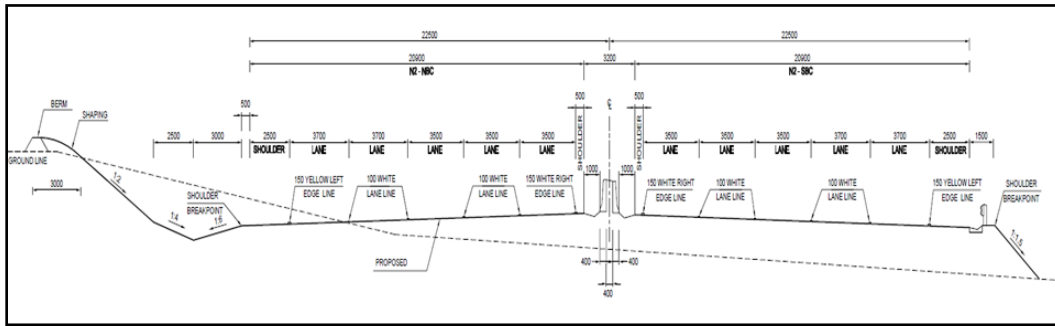 22500
22500
20900
3200
20900
N2 - NBC
N2 - SBC
500
℄
500
BERM
SHAPING
600
2500
3000
2500
3700
3700
3500
3500
3500
SHOULDER
1000
1000
SHOULDER
3500
3500
3500
3700
3700
2500
1500
SHOULDER
LANE
LANE
LANE
LANE
LANE
LANE
LANE
LANE
LANE
LANE
SHOULDER
GROUND LINE
3000
1:2
SHOULDER
BREAKPOINT
150 YELLOW LEFT
EDGE LINE
100 WHITE
LANE LINE
100 WHITE
LANE LINE
150 WHITE RIGHT
EDGE LINE
150 WHITE RIGHT
EDGE LINE
100 WHITE
LANE LINE
100 WHITE
LANE LINE
150 YELLOW LEFT
EDGE LINE
SHOULDER
BREAKPOINT
1:4
1:6
PROPOSED
400
400
400
1:1.5